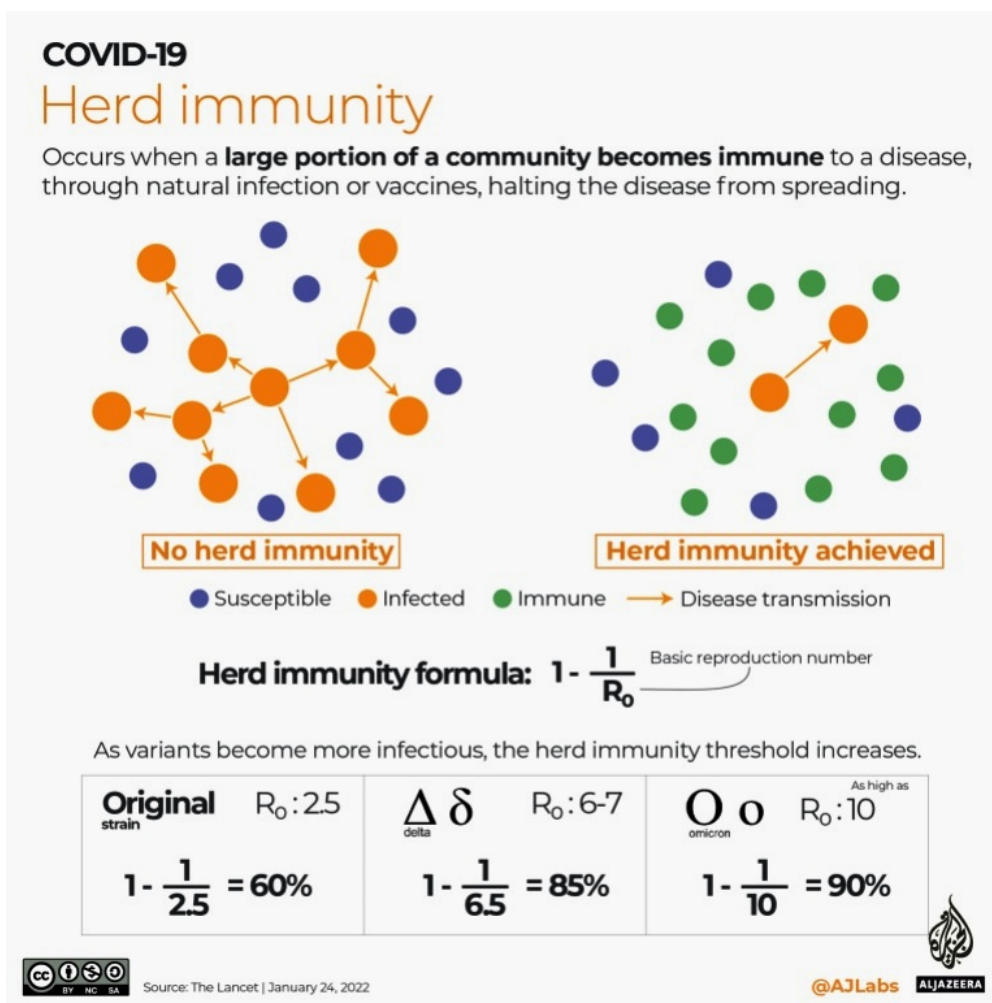 COVID-19
Herd immunity
Occurs when a large portion of a community becomes immune to a disease,
through natural infection or vaccines, halting the disease from spreading.
No herd immunity
Herd immunity achieved
Susceptible Infected Immune Disease transmission
Herd immunity formula: 1 - 1/R₀ Basic reproduction number
As variants become more infectious, the herd immunity threshold increases.
Original
strain
R₀ : 2.5
1 - 1/2.5 = 60%
Δ δ
delta
R₀ : 6-7
1 - 1/6.5 = 85%
Ο ο
omicron
As high as
R₀ : 10
1 - 1/10 = 90%
cc BY NC SA
Source: The Lancet | January 24, 2022
@AJLabs
الجزيرة
ALJAZEERA